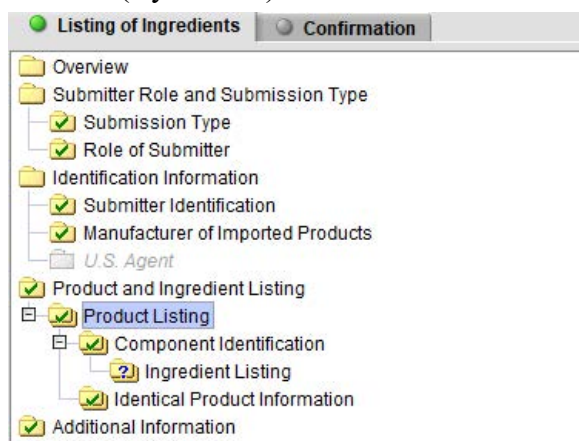 Listing of Ingredients Confirmation
Overview
Submitter Role and Submission Type
Submission Type
Role of Submitter
Identification Information
Submitter Identification
Manufacturer of Imported Products
U.S. Agent
Product and Ingredient Listing
Product Listing
Component Identification
Ingredient Listing
Identical Product Information
Additional Information